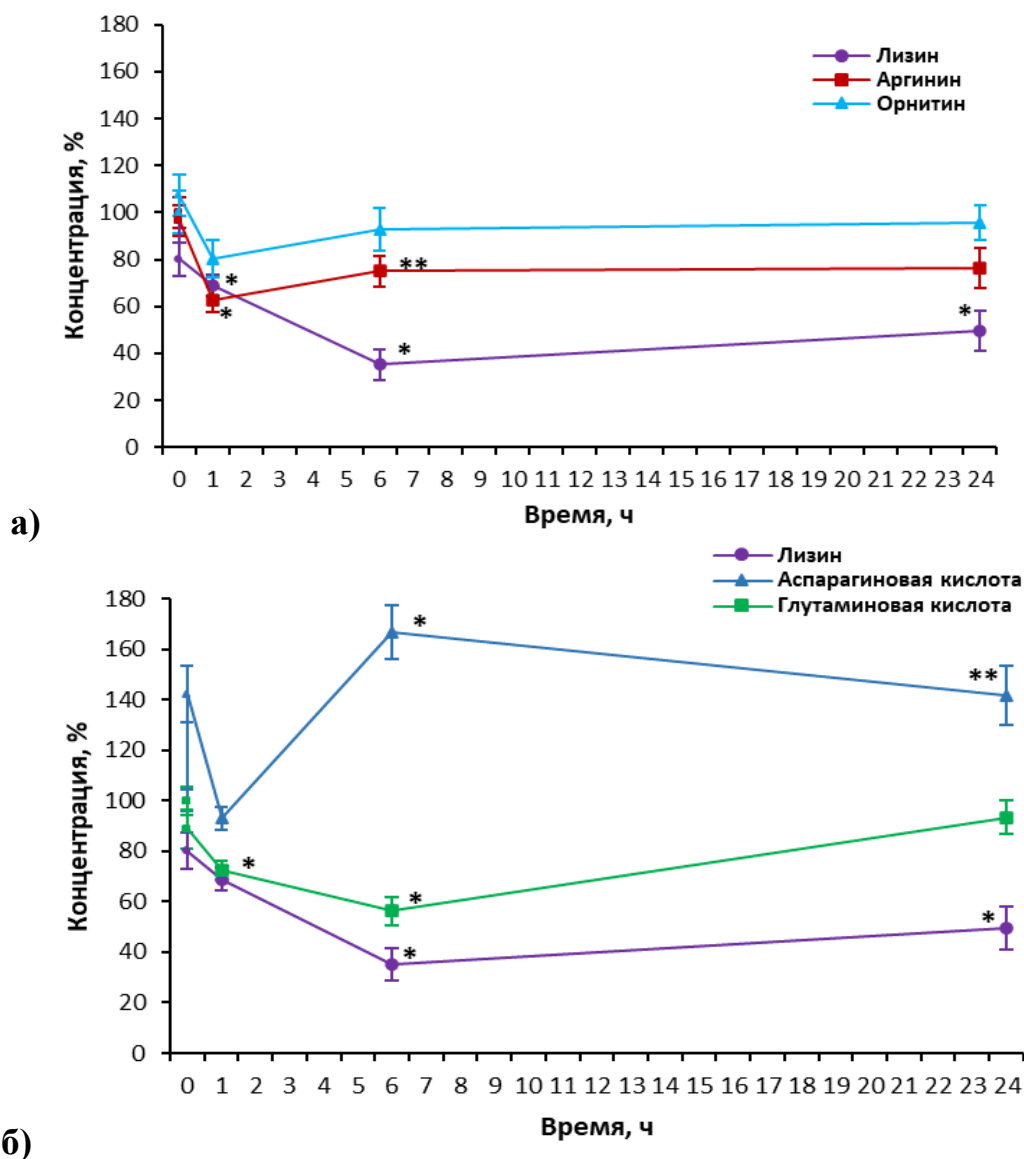 180
160
140
120
100
80
60
40
20
0
Концентрация, %
Лизин
Аргинин
Орнитин
*
*
**
*
*
0 1 2 3 4 5 6 7 8 9 10 11 12 13 14 15 16 17 18 19 20 21 22 23 24
Время, ч
а)
Лизин
Аспарагиновая кислота
Глутаминовая кислота
180
160
140
120
100
80
60
40
20
0
Концентрация, %
*
**
*
*
*
*
0 1 2 3 4 5 6 7 8 9 10 11 12 13 14 15 16 17 18 19 20 21 22 23 24
Время, ч
б)